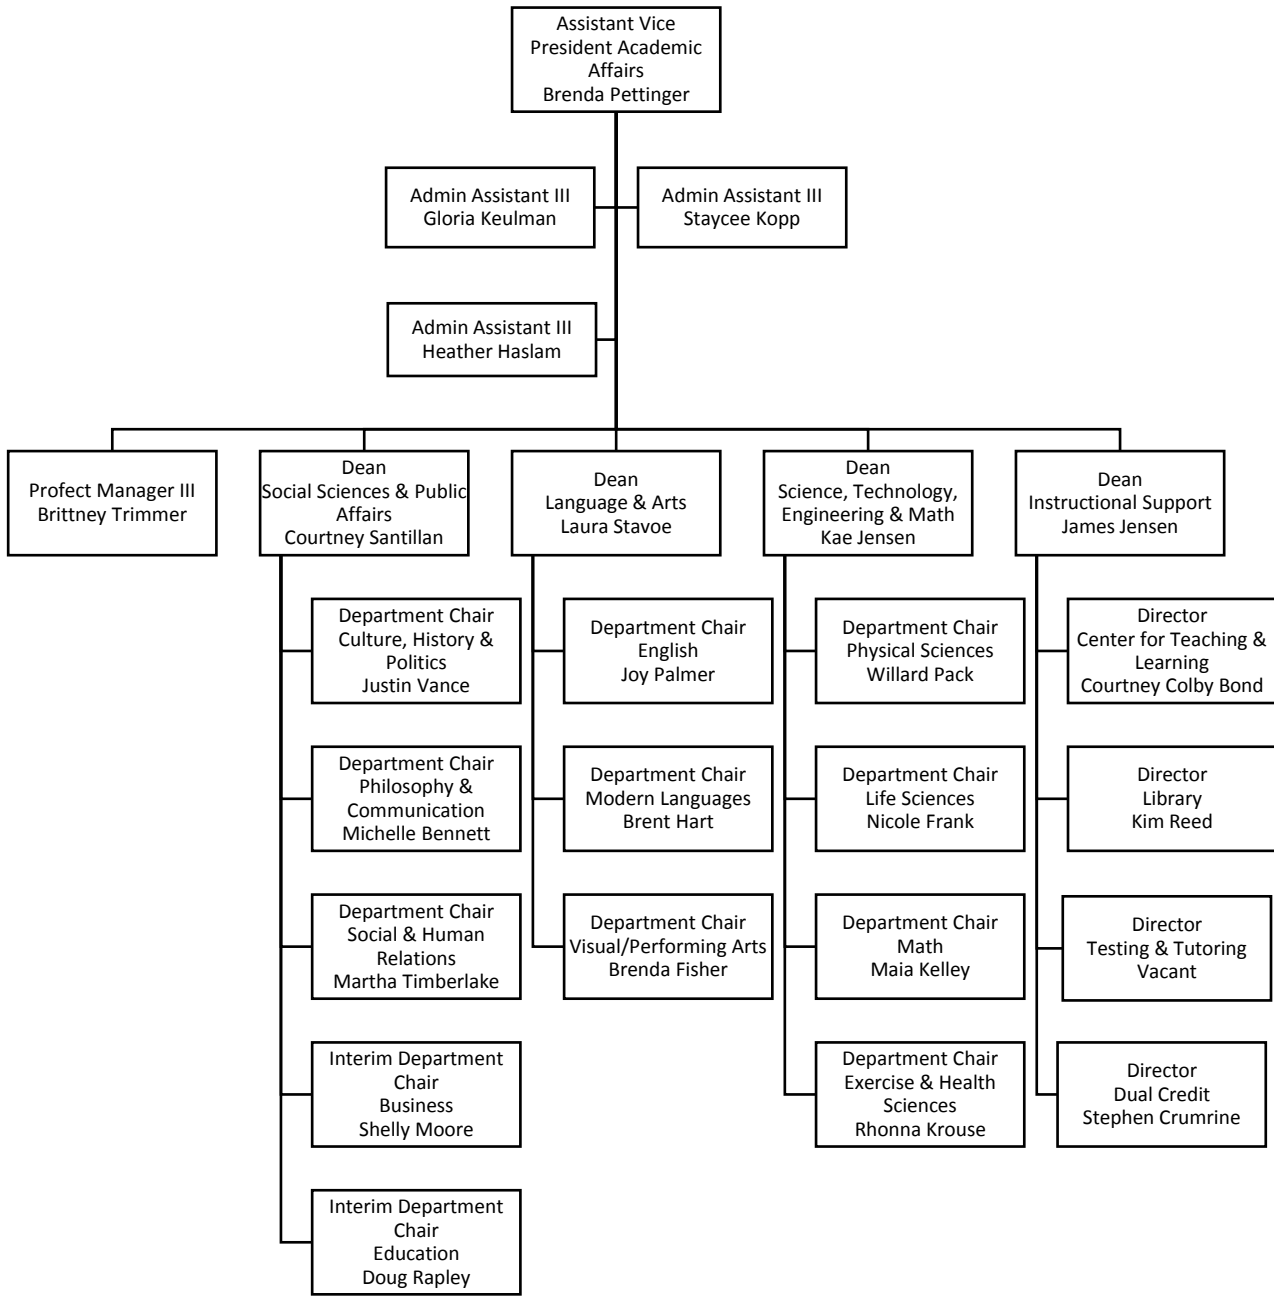 Assistant Vice
President Academic
Affairs
Brenda Pettinger
Admin Assistant III
Gloria Keulman
Admin Assistant III
Staycee Kopp
Admin Assistant III
Heather Haslam
Profect Manager III
Brittney Trimmer
Dean
Social Sciences & Public
Affairs
Courtney Santillan
Dean
Language & Arts
Laura Stavoe
Dean
Science, Technology,
Engineering & Math
Kae Jensen
Dean
Instructional Support
James Jensen
Department Chair
Culture, History &
Politics
Justin Vance
Department Chair
Philosophy &
Communication
Michelle Bennett
Department Chair
Social & Human
Relations
Martha Timberlake
Interim Department
Chair
Business
Shelly Moore
Interim Department
Chair
Education
Doug Rapley
Department Chair
English
Joy Palmer
Department Chair
Modern Languages
Brent Hart
Department Chair
Visual/Performing Arts
Brenda Fisher
Department Chair
Physical Sciences
Willard Pack
Department Chair
Life Sciences
Nicole Frank
Department Chair
Math
Maia Kelley
Department Chair
Exercise & Health
Sciences
Rhonna Krouse
Director
Center for Teaching &
Learning
Courtney Colby Bond
Director
Library
Kim Reed
Director
Testing & Tutoring
Vacant
Director
Dual Credit
Stephen Crumrine